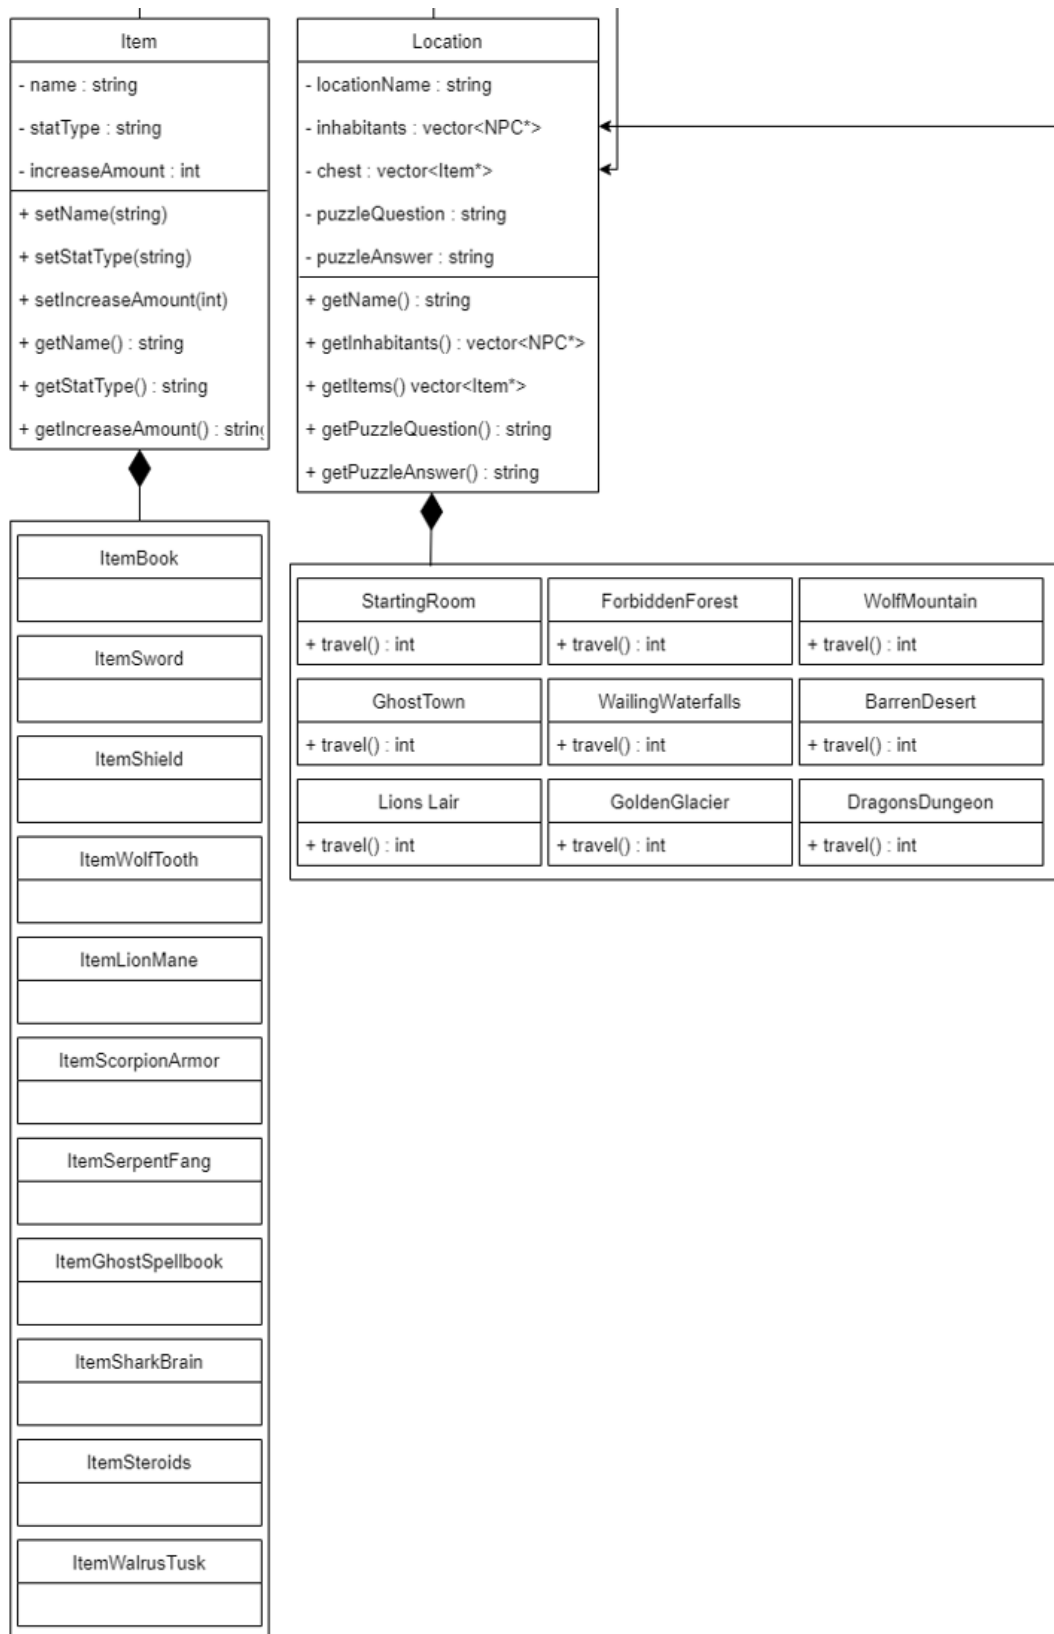 Item
- name : string
- statType : string
- increaseAmount : int
+ setName(string)
+ setStatType(string)
+ setIncreaseAmount(int)
+ getName() : string
+ getStatType() : string
+ getIncreaseAmount() : string
ItemBook
ItemSword
ItemShield
ItemWolfTooth
ItemLionMane
ItemScorpionArmor
ItemSerpentFang
ItemGhostSpellbook
ItemSharkBrain
ItemSteroids
ItemWalrusTusk
Location
- locationName : string
- inhabitants : vector<NPC*>
- chest : vector<Item*>
- puzzleQuestion : string
- puzzleAnswer : string
+ getName() : string
+ getInhabitants() : vector<NPC*>
+ getItems() vector<Item*>
+ getPuzzleQuestion() : string
+ getPuzzleAnswer() : string
StartingRoom
+ travel() : int
ForbiddenForest
+ travel() : int
WolfMountain
+ travel() : int
GhostTown
+ travel() : int
WailingWaterfalls
+ travel() : int
BarrenDesert
+ travel() : int
Lions Lair
+ travel() : int
GoldenGlacier
+ travel() : int
DragonsDungeon
+ travel() : int